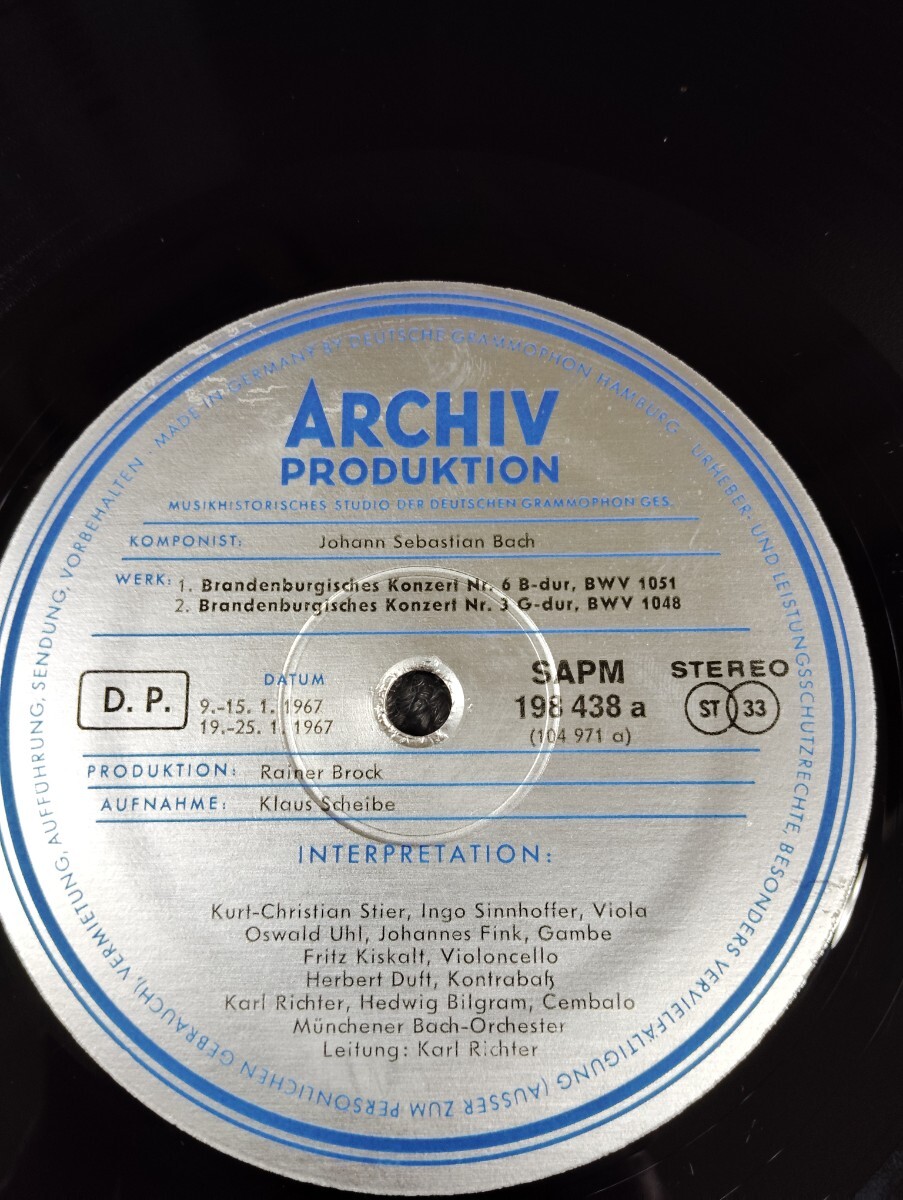 MADE IN GERMANY BY DEUTSCHE GRAMMOPHON HAMBURG · URHEBER- UND LEISTUNGSSCHUTZRECHTE, BESONDERS VERVIELFÄLTIGUNG (AUSSER ZUM PERSÖNLICHEN GEBRAUCH), VERMIETUNG, AUFFÜHRUNG, SENDUNG, VORBEHALTEN ·
ARCHIV
PRODUKTION
MUSIKHISTORISCHES STUDIO DER DEUTSCHEN GRAMMOPHON GES.
KOMPONIST: Johann Sebastian Bach
WERK: 1. Brandenburgisches Konzert Nr. 6 B-dur, BWV 1051
2. Brandenburgisches Konzert Nr. 3 G-dur, BWV 1048
D. P.
DATUM
9.-15. 1. 1967
19.-25. 1. 1967
SAPM
198 438 a
(104 971 a)
STEREO
ST 33
PRODUKTION: Rainer Brock
AUFNAHME: Klaus Scheibe
INTERPRETATION:
Kurt-Christian Stier, Ingo Sinnhoffer, Viola
Oswald Uhl, Johannes Fink, Gambe
Fritz Kiskalt, Violoncello
Herbert Duft, Kontrabaß
Karl Richter, Hedwig Bilgram, Cembalo
Münchener Bach-Orchester
Leitung: Karl Richter